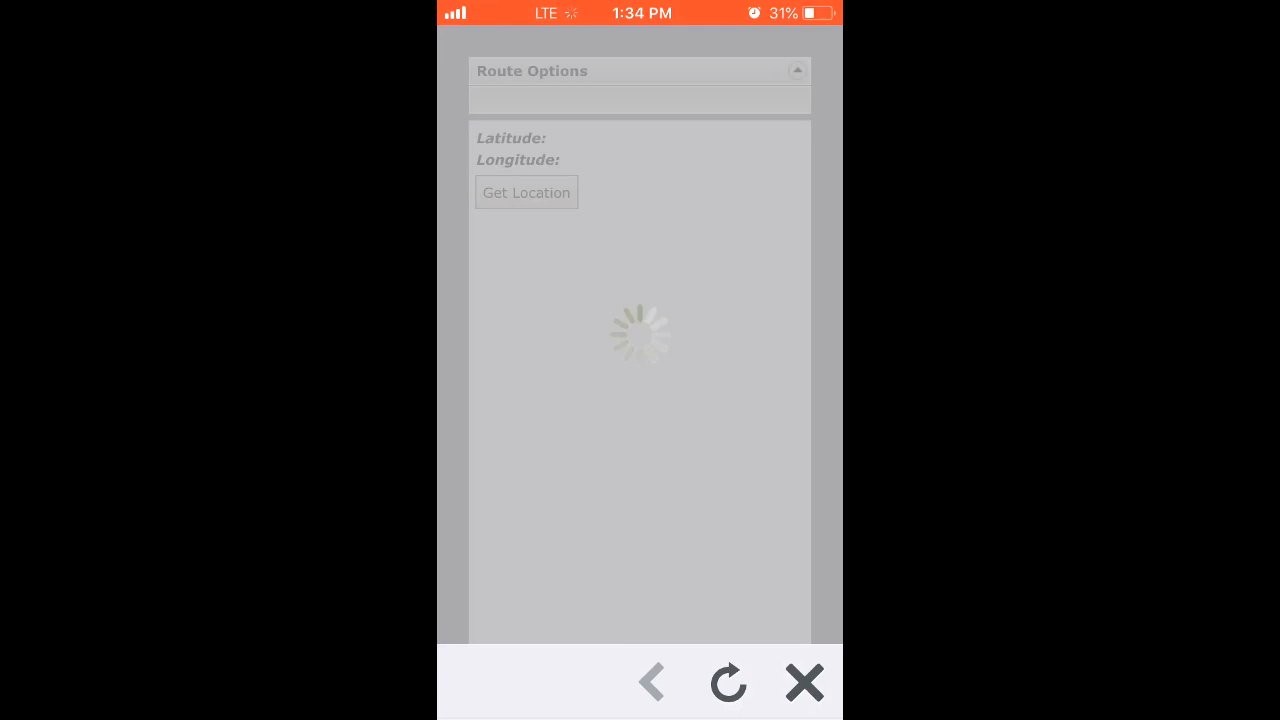 LTE 1:34 PM 31%
Route Options
Latitude:
Longitude:
Get Location